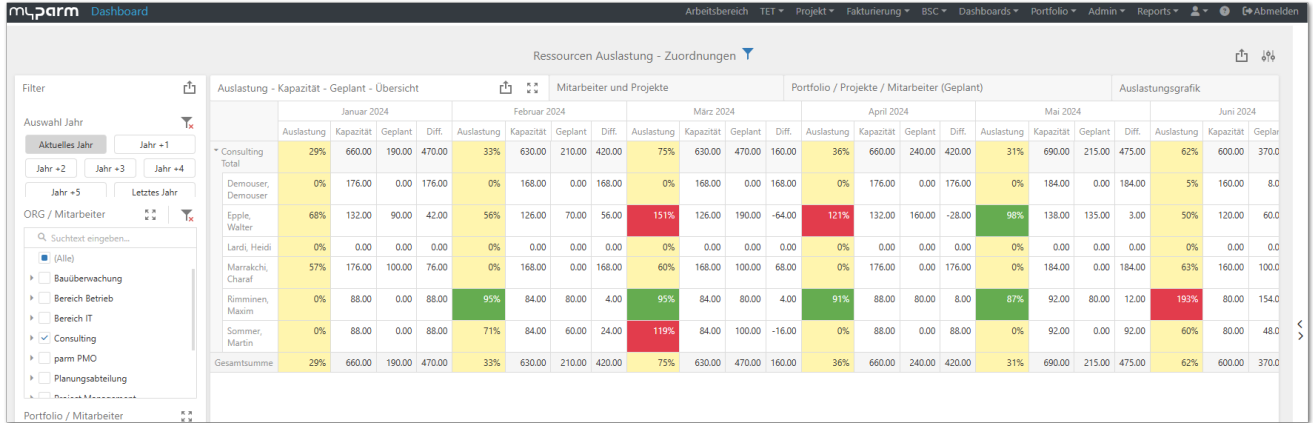 myparm Dashboard Arbeitsbereich TET Projekt Fakturierung BSC Dashboards Portfolio Admin Reports Abmelden
Ressourcen Auslastung - Zuordnungen
Filter
Auswahl Jahr
Aktuelles Jahr Jahr +1
Jahr +2 Jahr +3 Jahr +4
Jahr +5 Letztes Jahr
ORG / Mitarbeiter
Suchtext eingeben...
(Alle)
Bauüberwachung
Bereich Betrieb
Bereich IT
Consulting
parm PMO
Planungsabteilung
Project Management
Portfolio / Mitarbeiter
Auslastung - Kapazität - Geplant - Übersicht Mitarbeiter und Projekte Portfolio / Projekte / Mitarbeiter (Geplant) Auslastungsgrafik
Januar 2024 Februar 2024 März 2024 April 2024 Mai 2024 Juni 2024
Auslastung Kapazität Geplant Diff. Auslastung Kapazität Geplant Diff. Auslastung Kapazität Geplant Diff. Auslastung Kapazität Geplant Diff. Auslastung Kapazität Geplant Diff. Auslastung Kapazität Geplan
Consulting 29% 660.00 190.00 470.00 33% 630.00 210.00 420.00 75% 630.00 470.00 160.00 36% 660.00 240.00 420.00 31% 690.00 215.00 475.00 62% 600.00 370.0
Total
Demouser, 0% 176.00 0.00 176.00 0% 168.00 0.00 168.00 0% 168.00 0.00 168.00 0% 176.00 0.00 176.00 0% 184.00 0.00 184.00 5% 160.00 8.0
Demouser
Epple, 68% 132.00 90.00 42.00 56% 126.00 70.00 56.00 151% 126.00 190.00 -64.00 121% 132.00 160.00 -28.00 98% 138.00 135.00 3.00 50% 120.00 60.0
Walter
Lardi, Heidi 0% 0.00 0.00 0.00 0% 0.00 0.00 0.00 0% 0.00 0.00 0.00 0% 0.00 0.00 0.00 0% 0.00 0.00 0.00 0% 0.00 0.0
Marrakchi, 57% 176.00 100.00 76.00 0% 168.00 0.00 168.00 60% 168.00 100.00 68.00 0% 176.00 0.00 176.00 0% 184.00 0.00 184.00 63% 160.00 100.0
Charaf
Rimminen, 0% 88.00 0.00 88.00 95% 84.00 80.00 4.00 95% 84.00 80.00 4.00 91% 88.00 80.00 8.00 87% 92.00 80.00 12.00 193% 80.00 154.0
Maxim
Sommer, 0% 88.00 0.00 88.00 71% 84.00 60.00 24.00 119% 84.00 100.00 -16.00 0% 88.00 0.00 88.00 0% 92.00 0.00 92.00 60% 80.00 48.0
Martin
Gesamtsumme 29% 660.00 190.00 470.00 33% 630.00 210.00 420.00 75% 630.00 470.00 160.00 36% 660.00 240.00 420.00 31% 690.00 215.00 475.00 62% 600.00 370.0